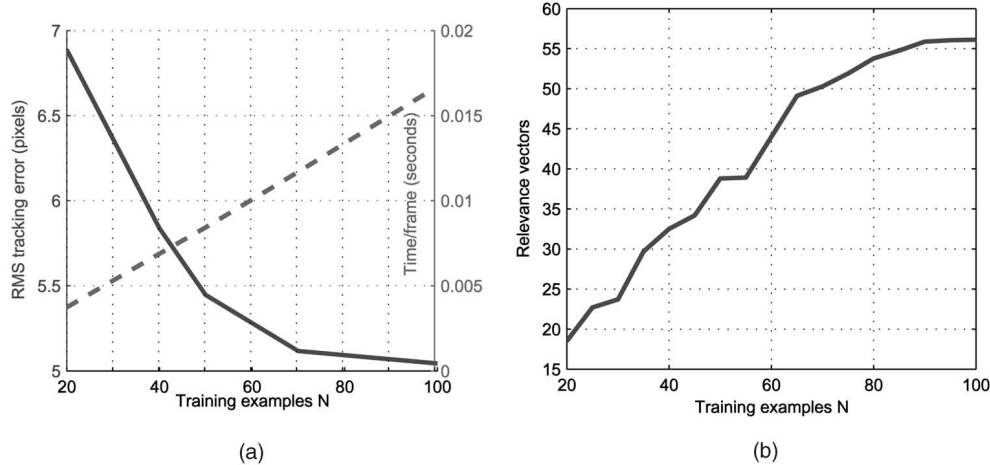 7
6.5
6
5.5
5
RMS tracking error (pixels)
0.02
0.015
0.01
0.005
0
Time/frame (seconds)
20 40 60 80 100
Training examples N
(a)
60
55
50
45
40
35
30
25
20
15
Relevance vectors
20 40 60 80 100
Training examples N
(b)